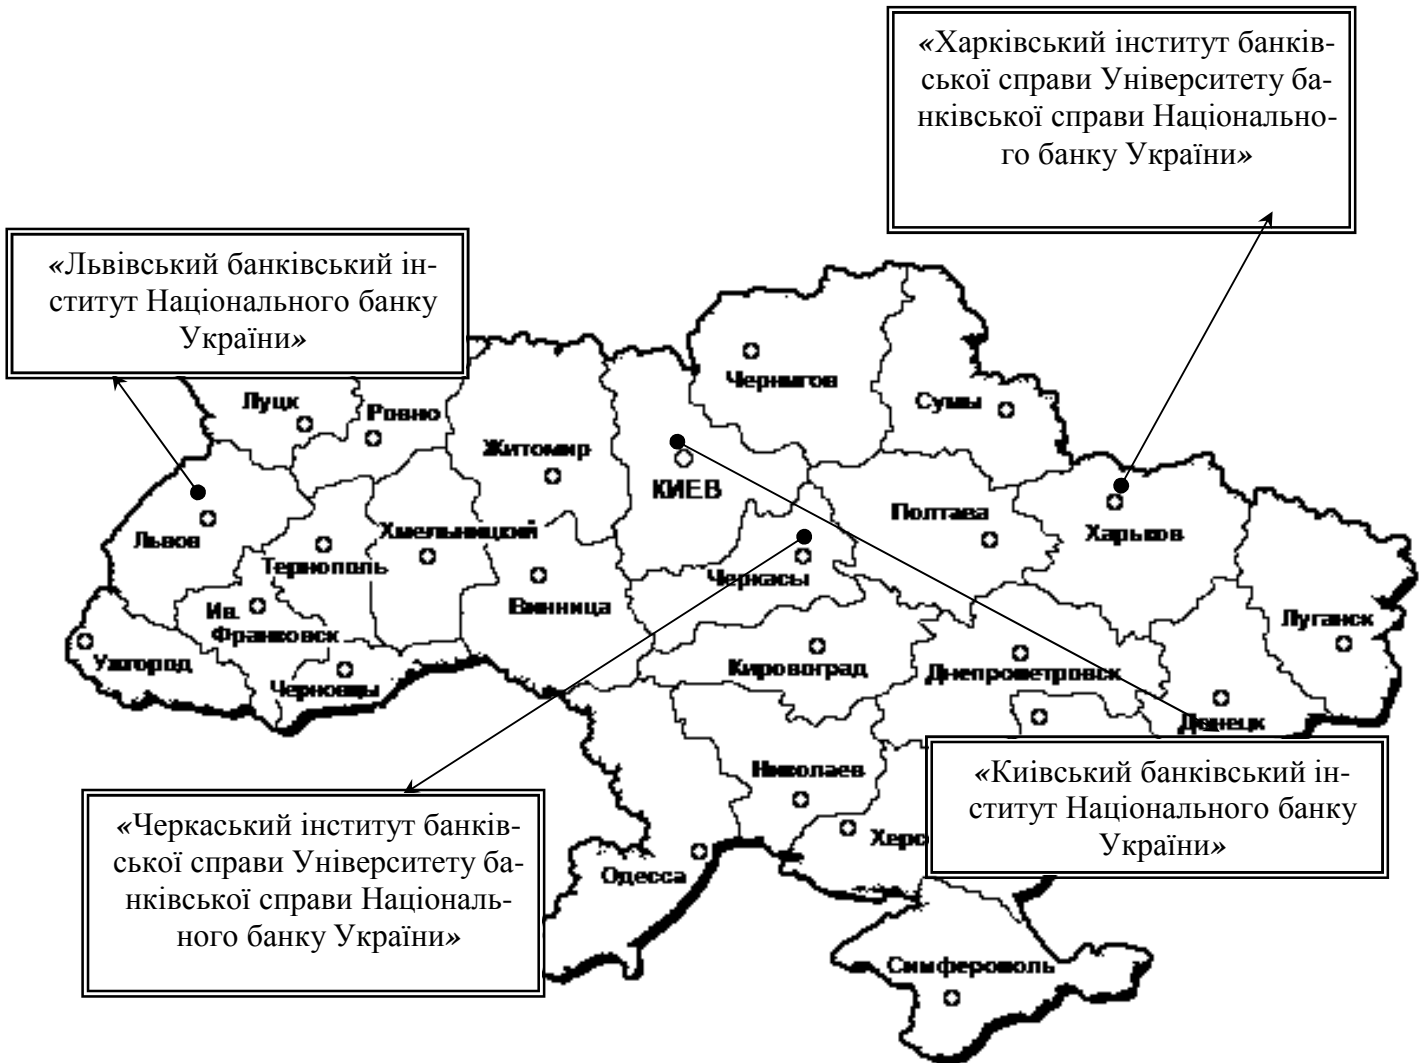 «Харківський інститут банків-
ської справи Університету ба-
нківської справи Національно-
го банку України»
«Львівський банківський ін-
ститут Національного банку
України»
Чернигов
Луцк
Ровно
Сумы
Житомир
КИЕВ
Полтава
Харьков
Львов
Хмельницкий
Тернополь
Черкасы
Винница
Ив.
Франковск
Луганск
Ужгород
Черновцы
Кировоград
Днепропетровск
Донецк
Николаев
«Киівський банківський ін-
ститут Національного банку
України»
«Черкаський інститут банків-
ської справи Університету ба-
нківської справи Національ-
ного банку України»
Херс
Одесса
Симферополь